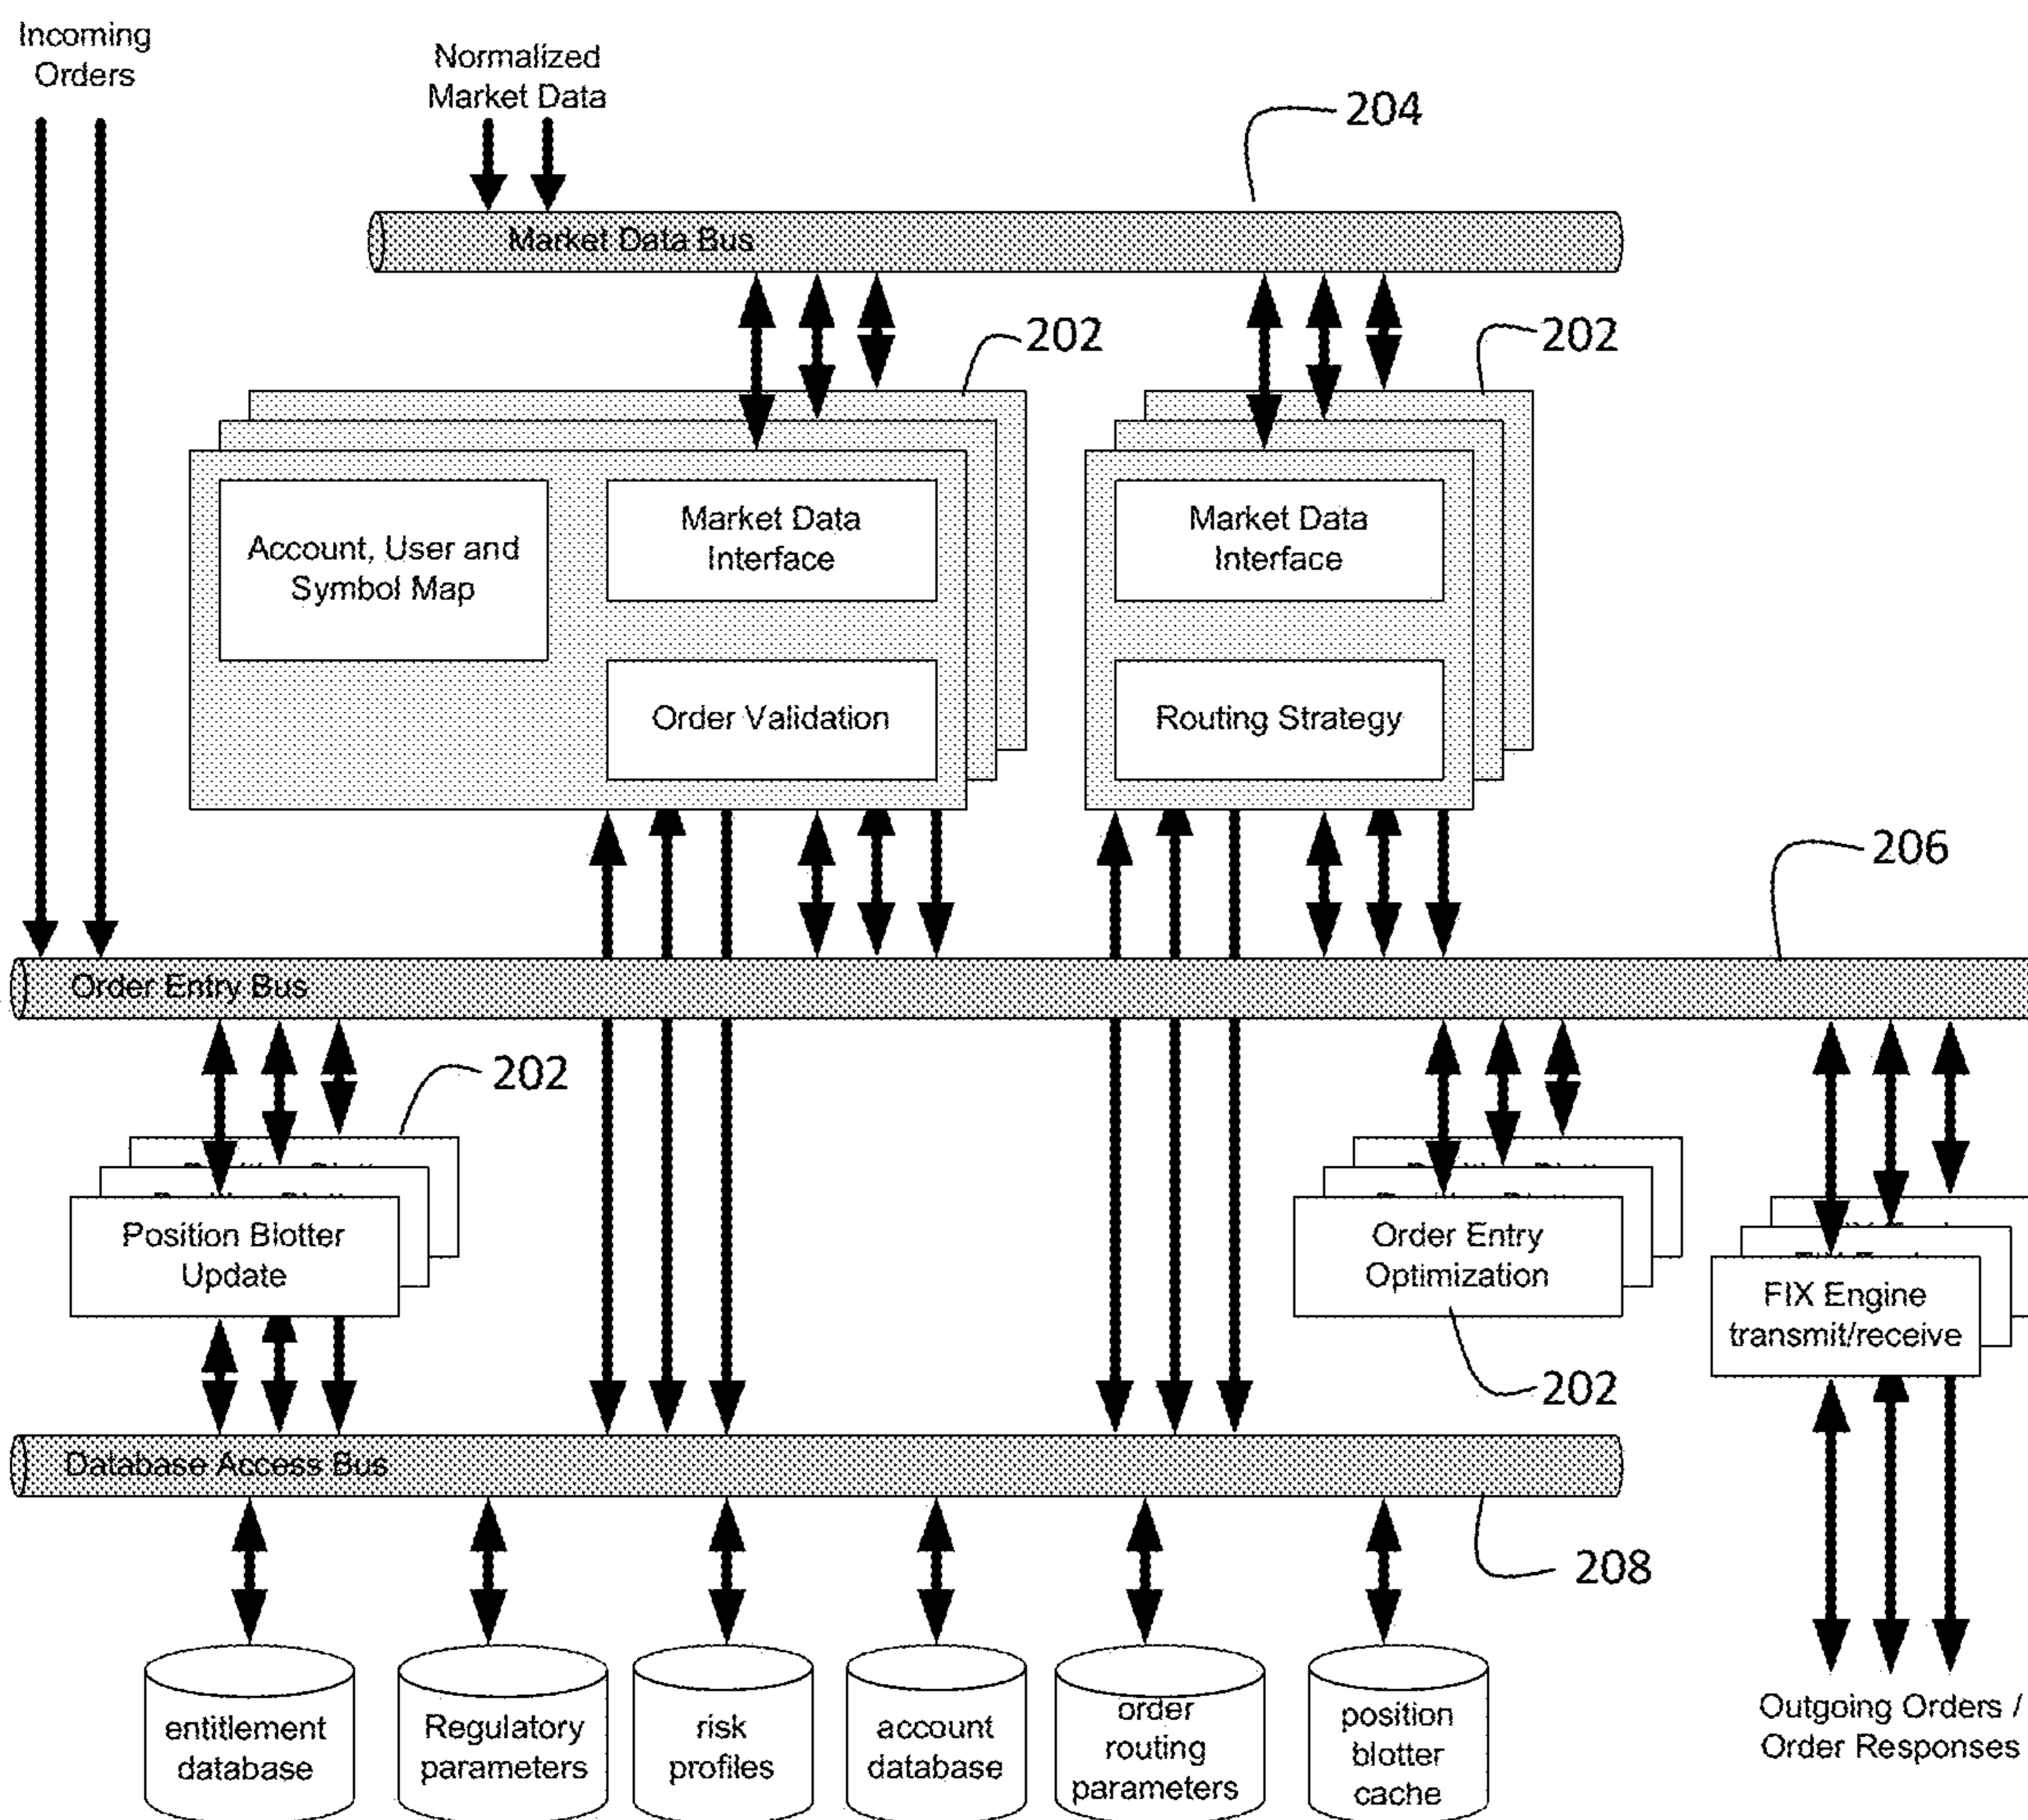 Incoming
Orders
Normalized
Market Data
204
Market Data Bus
202
202
Account, User and
Symbol Map
Market Data
Interface
Market Data
Interface
Order Validation
Routing Strategy
206
Order Entry Bus
202
Position Blotter
Update
Order Entry
Optimization
FIX Engine
transmit/receive
202
Database Access Bus
208
entitlement
database
Regulatory
parameters
risk
profiles
account
database
order
routing
parameters
position
blotter
cache
Outgoing Orders /
Order Responses